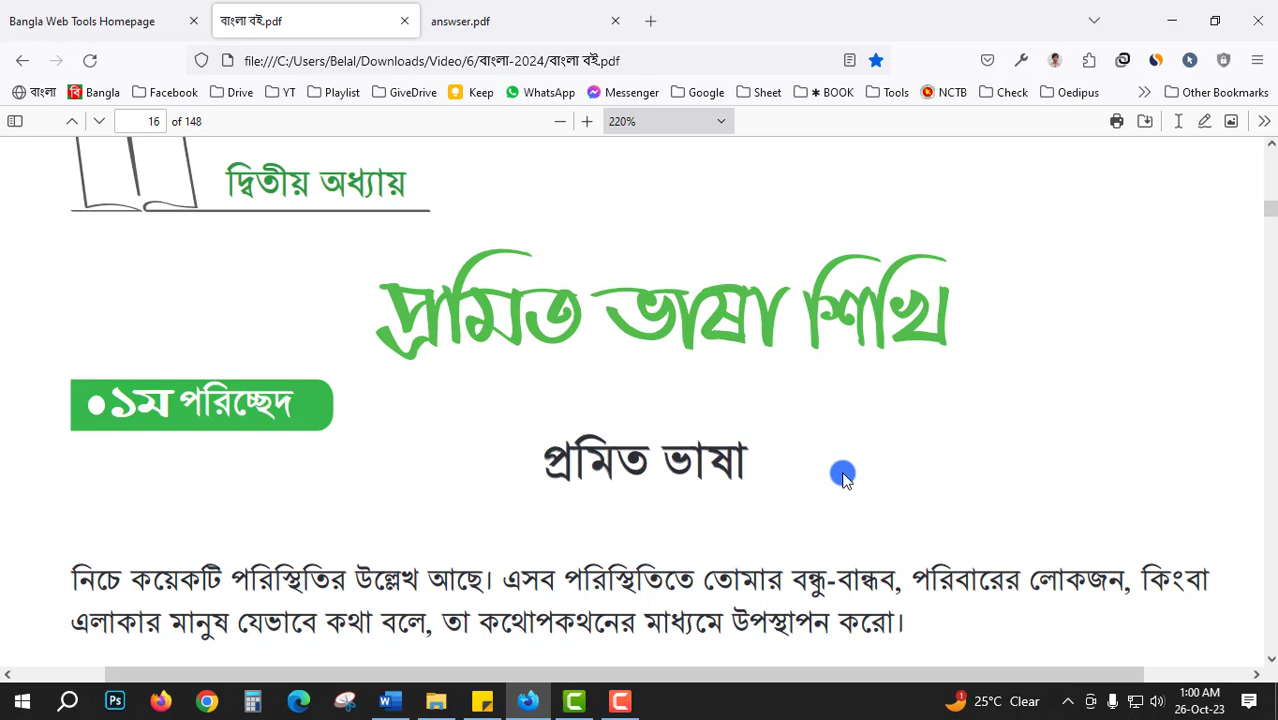 Bangla Web Tools Homepage
বাংলা বই.pdf
answser.pdf
file:///C:/Users/Belal/Downloads/Video/6/বাংলা-2024/বাংলা বই.pdf
বাংলা
বি Bangla
Facebook
Drive
YT
Playlist
GiveDrive
Keep
WhatsApp
Messenger
Google
Sheet
✱ BOOK
Tools
NCTB
Check
Oedipus
Other Bookmarks
16 of 148
220%
দ্বিতীয় অধ্যায়
প্রমিত ভাষা শিখি
১ম পরিচ্ছেদ
প্রমিত ভাষা
নিচে কয়েকটি পরিস্থিতির উল্লেখ আছে। এসব পরিস্থিতিতে তোমার বন্ধু-বান্ধব, পরিবারের লোকজন, কিংবা
এলাকার মানুষ যেভাবে কথা বলে, তা কথোপকথনের মাধ্যমে উপস্থাপন করো।
Ps
W
C
C
1
25°C Clear
1:00 AM
26-Oct-23